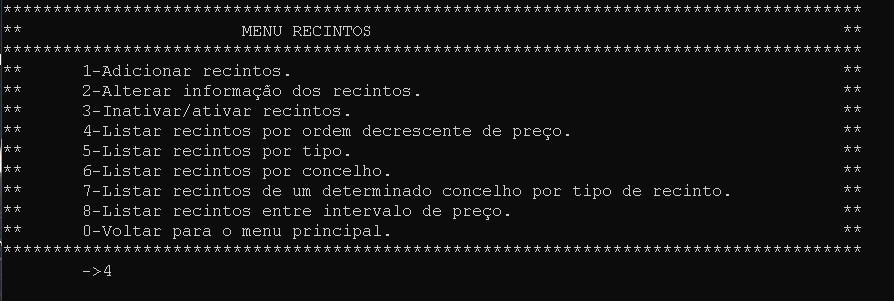 **************************************************************************************
** MENU RECINTOS **
**************************************************************************************
** 1-Adicionar recintos. **
** 2-Alterar informação dos recintos. **
** 3-Inativar/ativar recintos. **
** 4-Listar recintos por ordem decrescente de preço. **
** 5-Listar recintos por tipo. **
** 6-Listar recintos por concelho. **
** 7-Listar recintos de um determinado concelho por tipo de recinto. **
** 8-Listar recintos entre intervalo de preço. **
** 0-Voltar para o menu principal. **
**************************************************************************************
->4